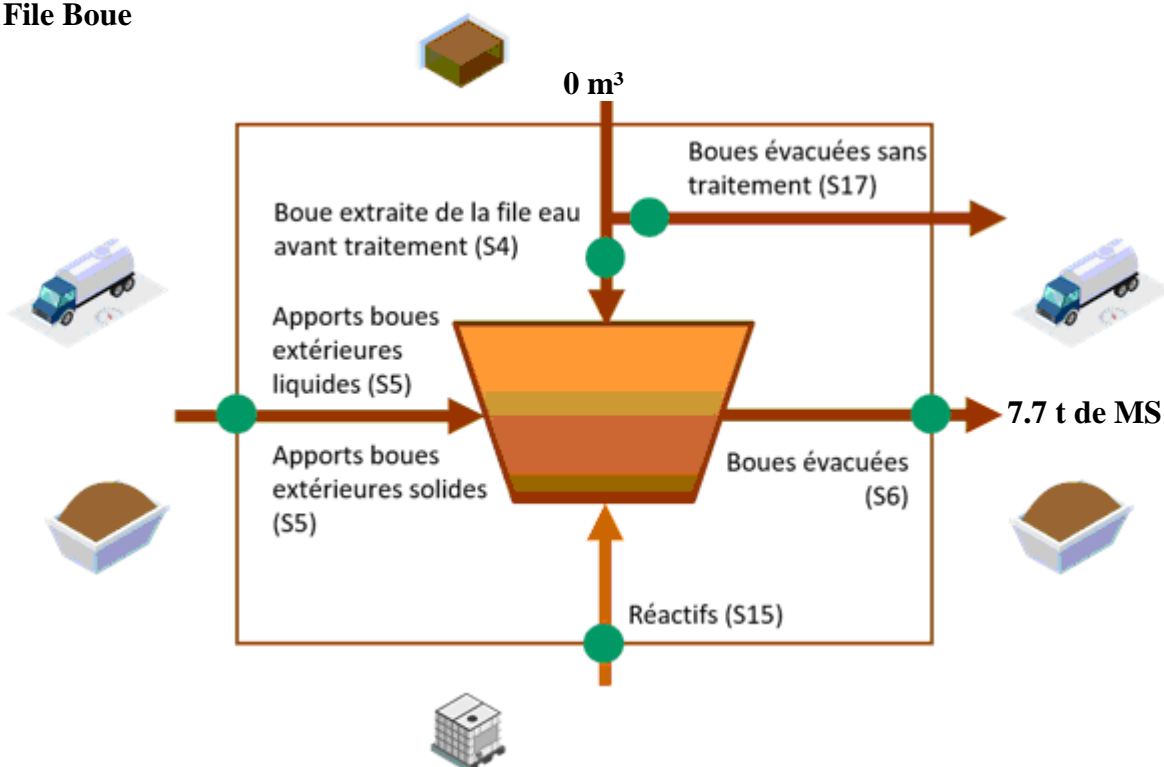 File Boue
0 m³
Boues évacuées sans
traitement (S17)
Boue extraite de la file eau
avant traitement (S4)
Apports boues
extérieures
liquides (S5)
7.7 t de MS
Apports boues
extérieures solides
(S5)
Boues évacuées
(S6)
Réactifs (S15)